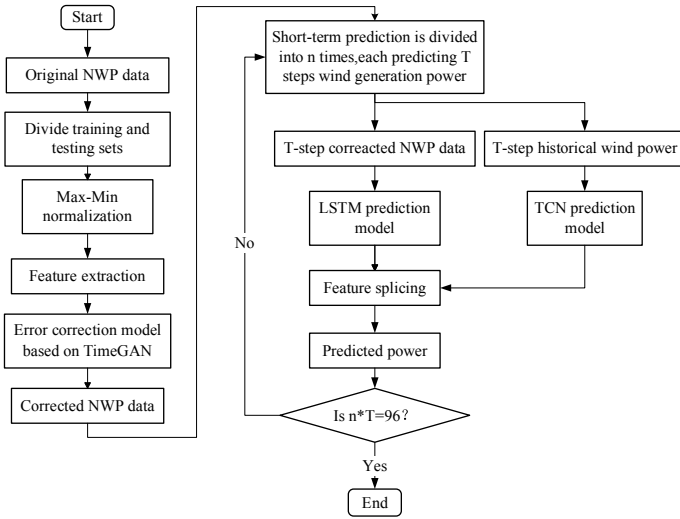 Start
Original NWP data
Divide training and
testing sets
Max-Min
normalization
Feature extraction
Error correction model
based on TimeGAN
Corrected NWP data
Short-term prediction is divided
into n times,each predicting T
steps wind generation power
T-step correacted NWP data
T-step historical wind power
LSTM prediction
model
TCN prediction
model
No
Feature splicing
Predicted power
Is n*T=96?
Yes
End